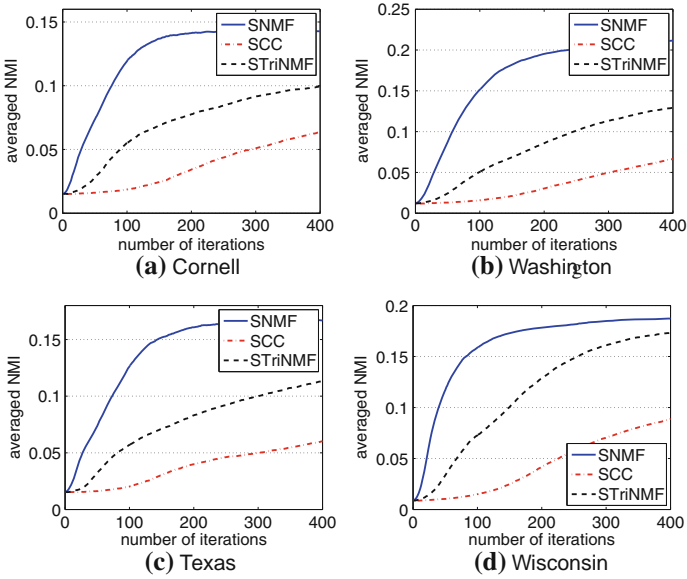 0.15
0.1
0.05
0
averaged NMI
SNMF
SCC
STriNMF
0 100 200 300 400
number of iterations
(a) Cornell
0.25
0.2
0.15
0.1
0.05
0
averaged NMI
SNMF
SCC
STriNMF
0 100 200 300 400
number of iterations
(b) Washington
0.15
0.1
0.05
0
averaged NMI
SNMF
SCC
STriNMF
0 100 200 300 400
number of iterations
(c) Texas
0.2
0.15
0.1
0.05
0
averaged NMI
SNMF
SCC
STriNMF
0 100 200 300 400
number of iterations
(d) Wisconsin